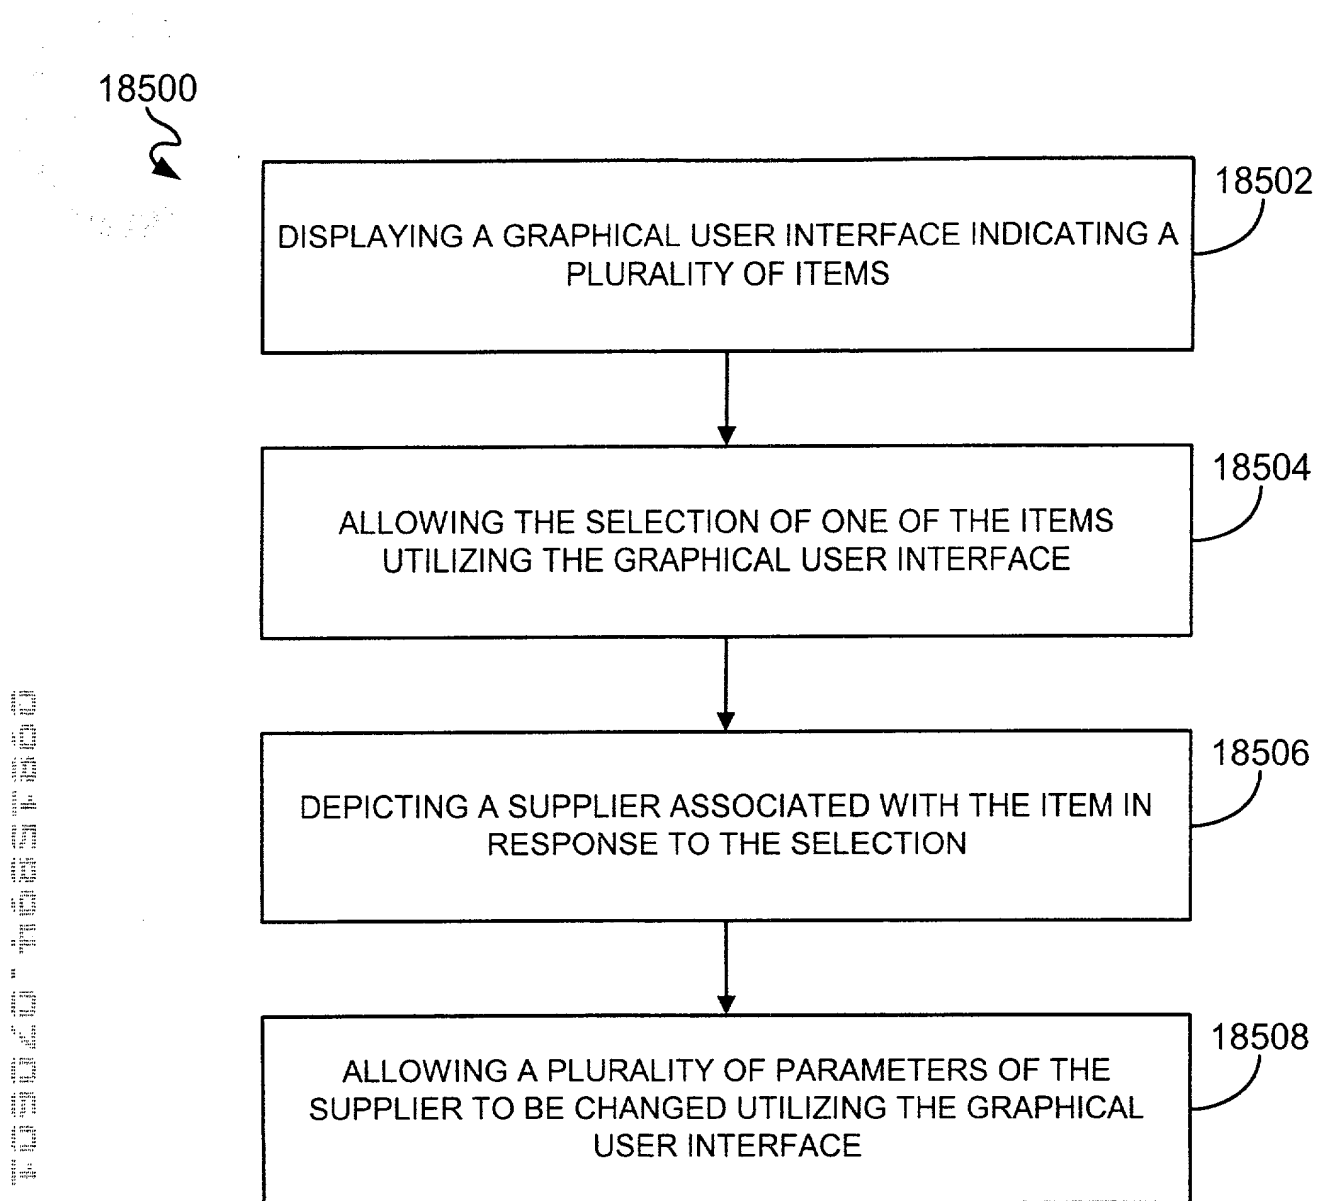 18500
18502
DISPLAYING A GRAPHICAL USER INTERFACE INDICATING A
PLURALITY OF ITEMS
18504
ALLOWING THE SELECTION OF ONE OF THE ITEMS
UTILIZING THE GRAPHICAL USER INTERFACE
18506
DEPICTING A SUPPLIER ASSOCIATED WITH THE ITEM IN
RESPONSE TO THE SELECTION
18508
ALLOWING A PLURALITY OF PARAMETERS OF THE
SUPPLIER TO BE CHANGED UTILIZING THE GRAPHICAL
USER INTERFACE